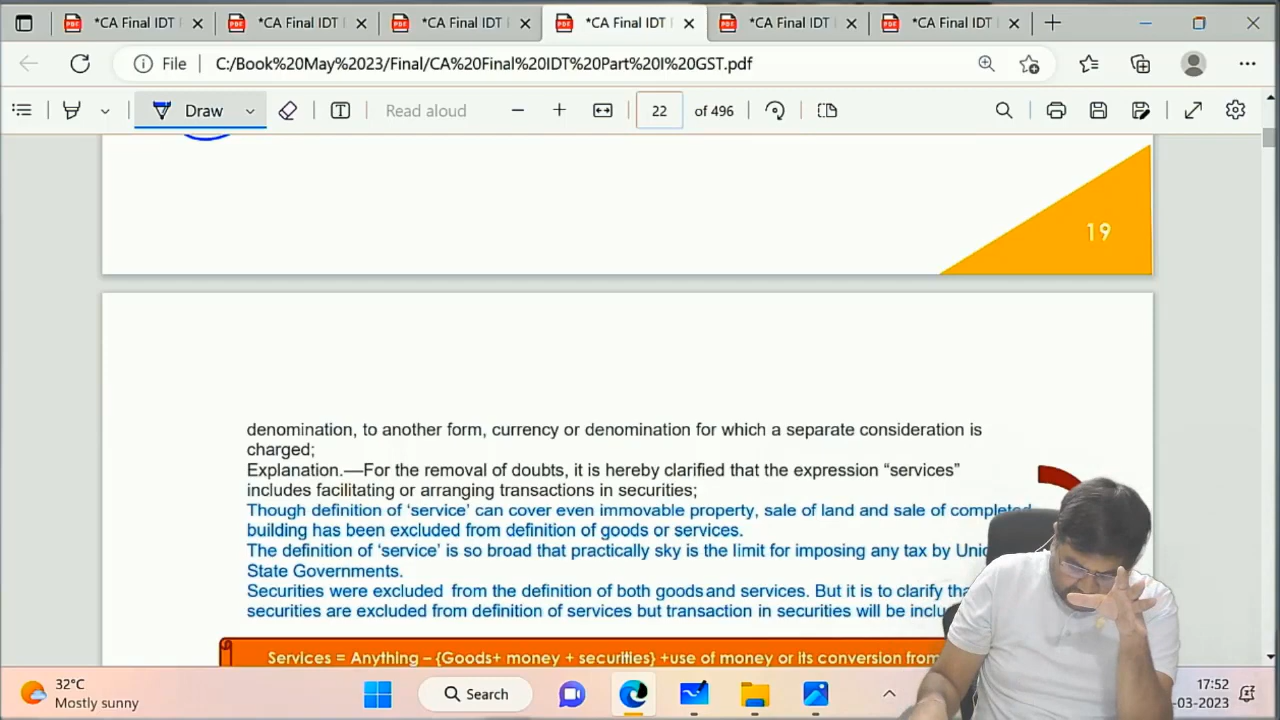 *CA Final IDT
*CA Final IDT
*CA Final IDT
*CA Final IDT
*CA Final IDT
*CA Final IDT
File
C:/Book%20May%202023/Final/CA%20Final%20IDT%20Part%20I%20GST.pdf
Draw
Read aloud
22 of 496
19
denomination, to another form, currency or denomination for which a separate consideration is
charged;
Explanation.—For the removal of doubts, it is hereby clarified that the expression “services”
includes facilitating or arranging transactions in securities;
Though definition of ‘service’ can cover even immovable property, sale of land and sale of completed
building has been excluded from definition of goods or services.
The definition of ‘service’ is so broad that practically sky is the limit for imposing any tax by
State Governments.
Securities were excluded from the definition of both goods and services. But it is to clarify
securities are excluded from definition of services but transaction in securities will be
Services = Anything – {Goods+ money + securities} +use of money or its conversion from
32°C
Mostly sunny
Search
17:52
-03-2023